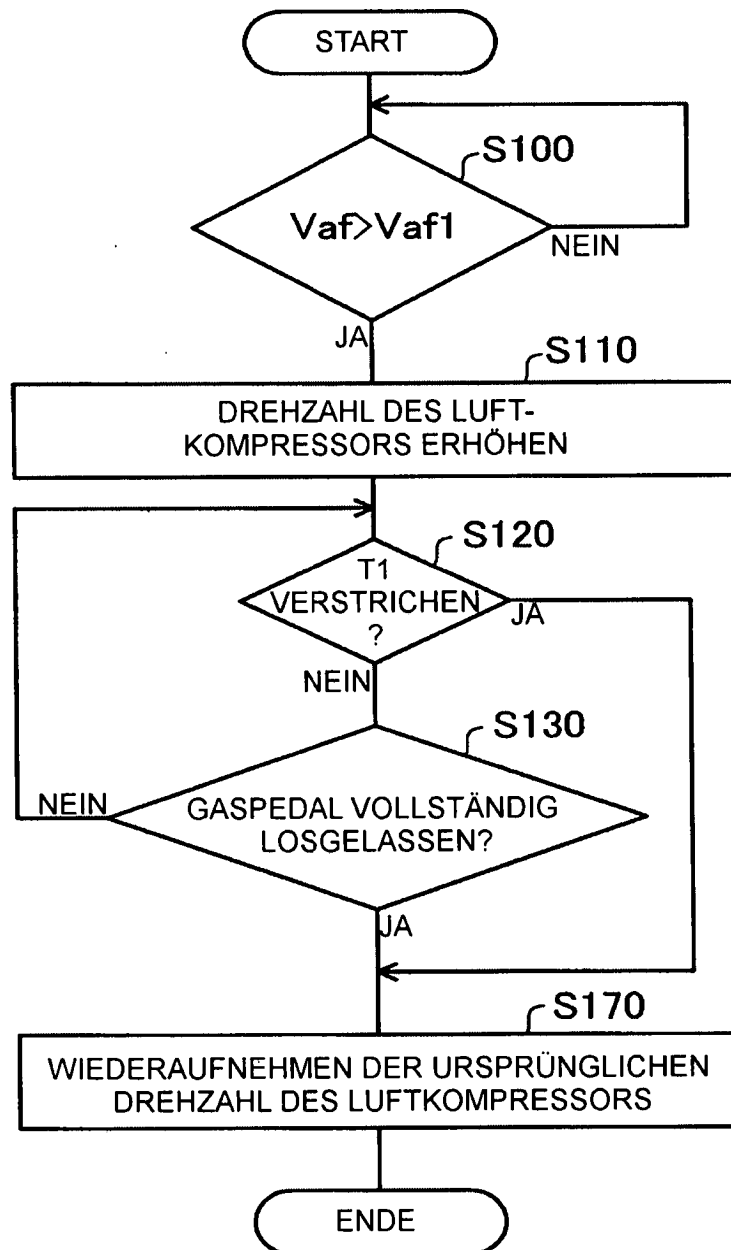 START
S100
Vaf>Vaf1
NEIN
JA
S110
DREHZAHL DES LUFT-
KOMPRESSORS ERHÖHEN
S120
T1
VERSTRICHEN
?
JA
NEIN
S130
NEIN
GASPEDAL VOLLSTÄNDIG
LOSGELASSEN?
JA
S170
WIEDERAUFNEHMEN DER URSPRÜNGLICHEN
DREHZAHL DES LUFTKOMPRESSORS
ENDE